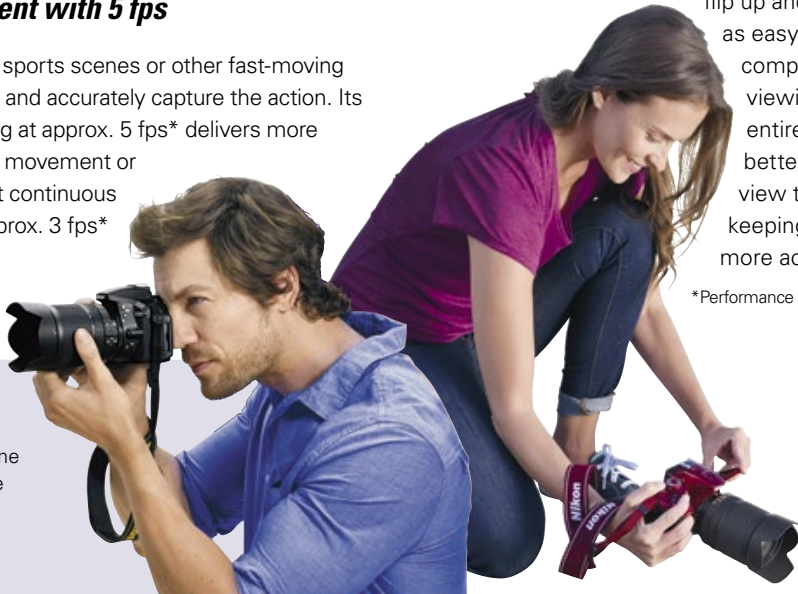 ent with 5 fps
sports scenes or other fast-moving
and accurately capture the action. Its
g at approx. 5 fps* delivers more
movement or
t continuous
prox. 3 fps*
me
e
flip up and
as easy
comp
viewi
entire
bette
view t
keeping
more ac
*Performance
Nikon
Nikon